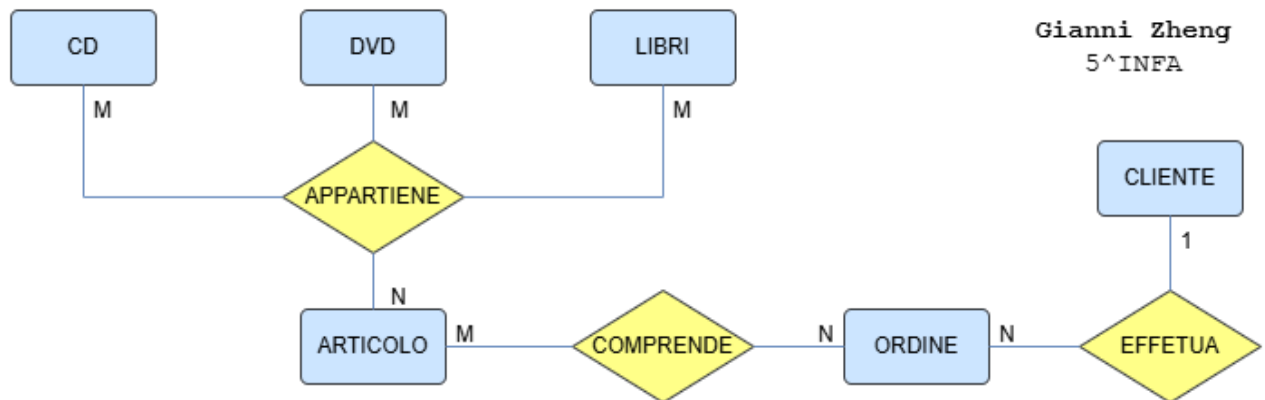 CD
DVD
LIBRI
Gianni Zheng
5^INFA
M
M
M
CLIENTE
APPARTIENE
1
N
ARTICOLO
M
COMPRENDE
N
ORDINE
N
EFFETUA